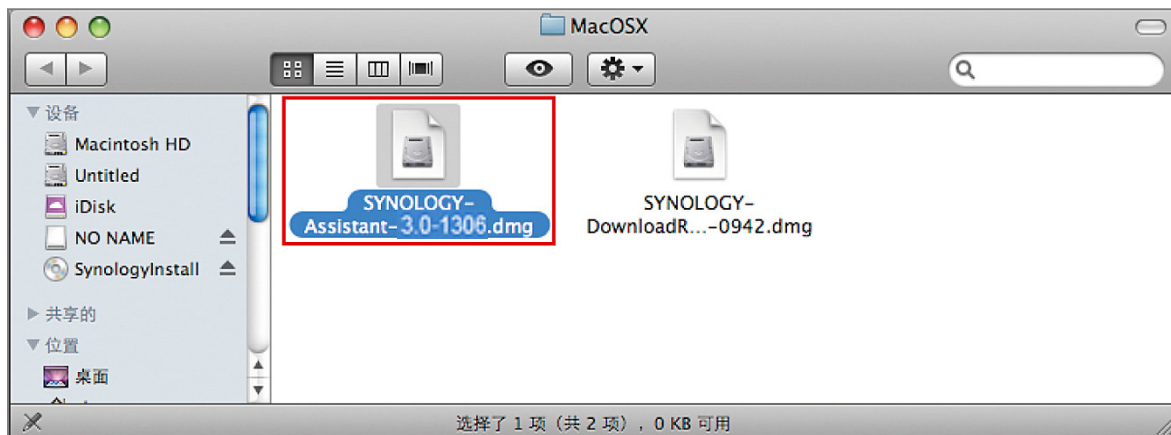 MacOSX
设备
Macintosh HD
Untitled
iDisk
NO NAME
SynologyInstall
共享的
位置
桌面
SYNOLOGY-
Assistant-3.0-1306.dmg
SYNOLOGY-
DownloadR...-0942.dmg
选择了 1 项（共 2 项）, 0 KB 可用